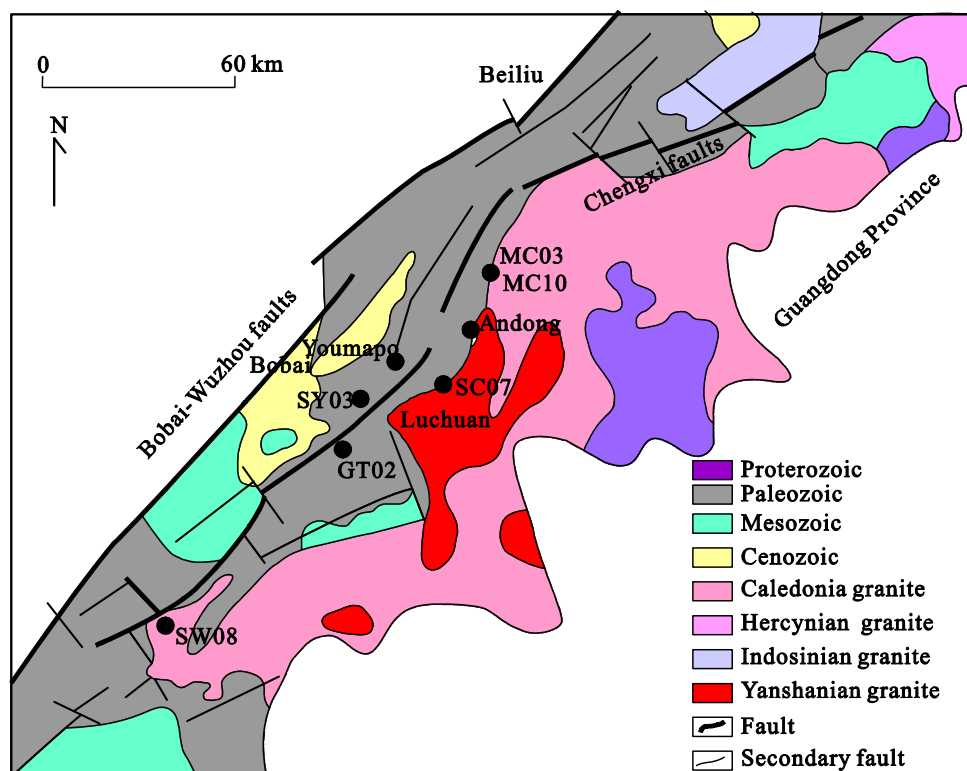 0 60 km
N
Beiliu
Chengxi faults
Guangdong Province
MC03
MC10
Bobai-Wuzhou faults
Andong
Youmapo
Bobai
SY03
SC07
Luchuan
GT02
SW08
Proterozoic
Paleozoic
Mesozoic
Cenozoic
Caledonia granite
Hercynian granite
Indosinian granite
Yanshanian granite
Fault
Secondary fault